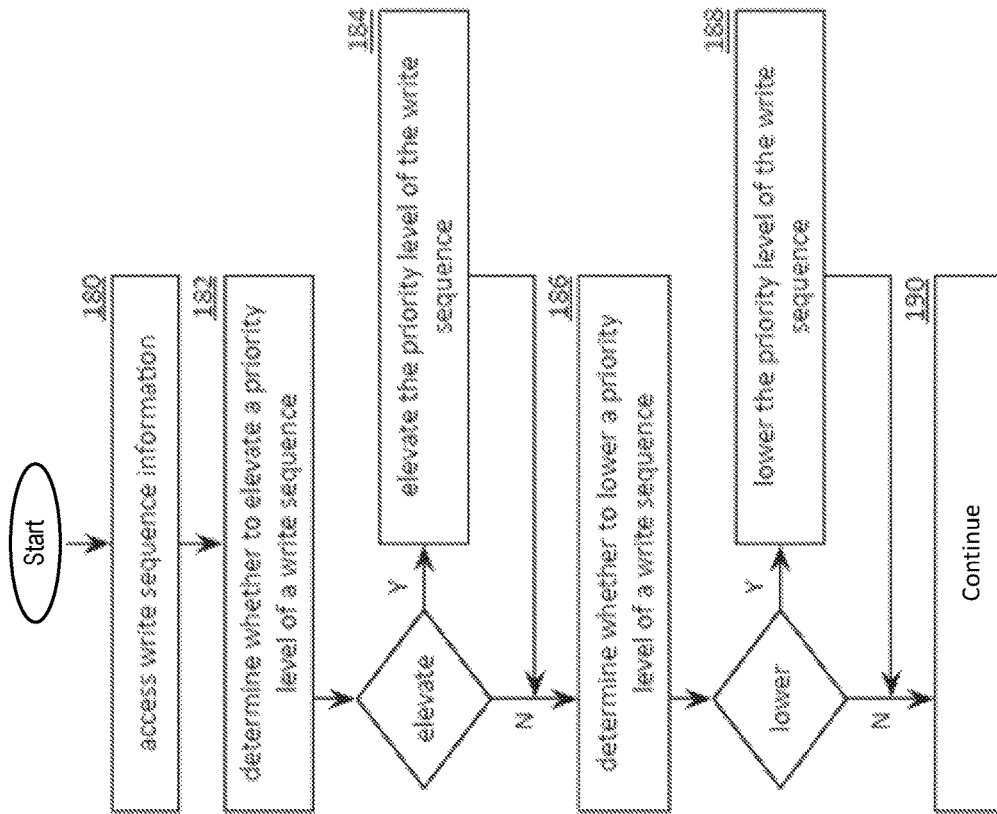 Start
180
access write sequence information
182
determine whether to elevate a priority
level of a write sequence
elevate
Y
N
184
elevate the priority level of the write
sequence
186
determine whether to lower a priority
level of a write sequence
lower
Y
N
188
lower the priority level of the write
sequence
190
Continue